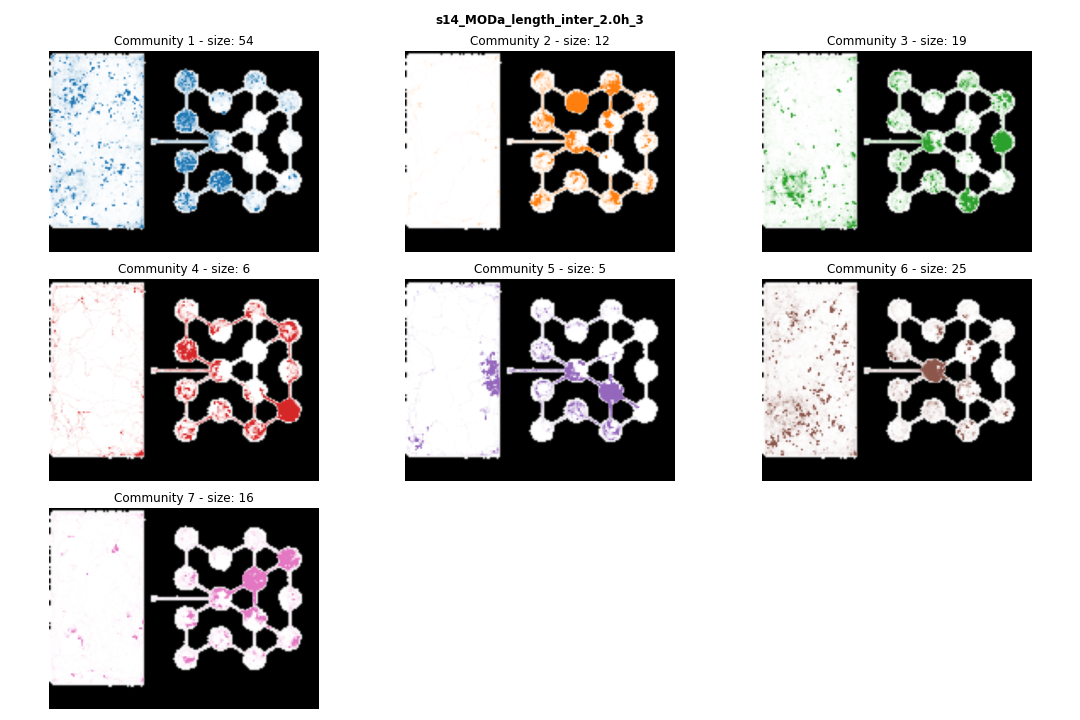 s14_MODa_length_inter_2.0h_3
Community 1 - size: 54
Community 2 - size: 12
Community 3 - size: 19
Community 4 - size: 6
Community 5 - size: 5
Community 6 - size: 25
Community 7 - size: 16